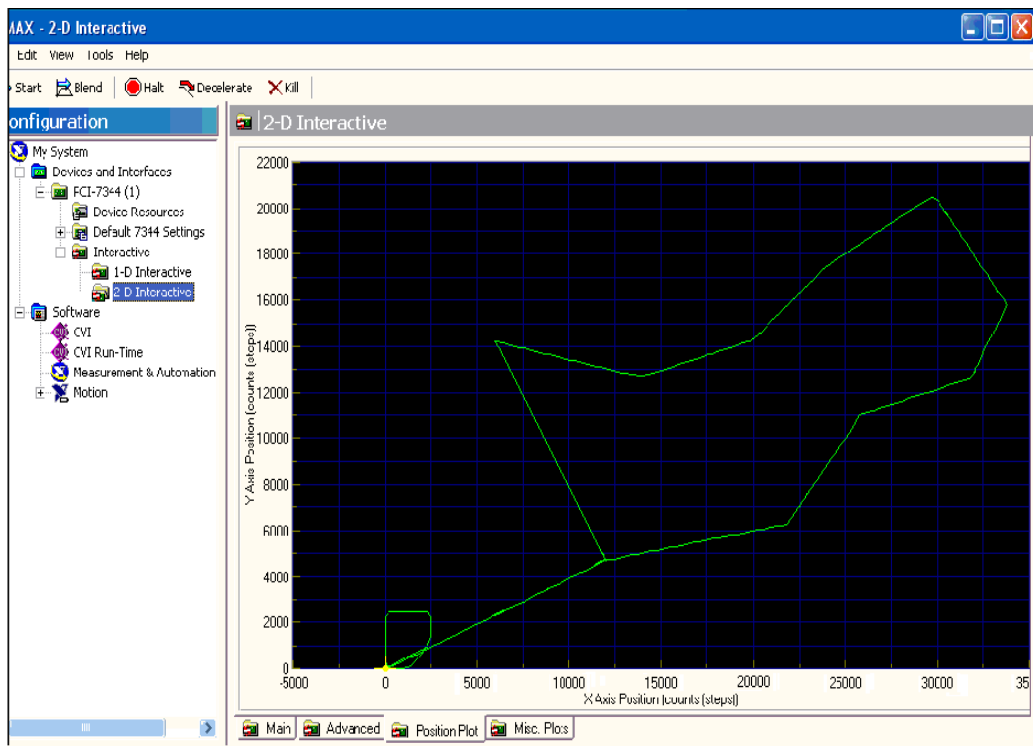 MAX - 2-D Interactive
Edit View Tools Help
Start Blend Halt Decelerate Kill
onfiguration
2-D Interactive
My System
Devices and Interfaces
PCI-7344 (1)
Device Resources
Default 7344 Settings
Interactive
1-D Interactive
2-D Interactive
Software
CVI
CVI Run-Time
Measurement & Automation
Motion
22000
20000
18000
16000
14000
12000
10000
8000
6000
4000
2000
0
Y Axis Position (counts (steps))
-5000 0 5000 10000 15000 20000 25000 30000 35
X Axis Position (counts (steps))
Main Advanced Position Plot Misc. Plots